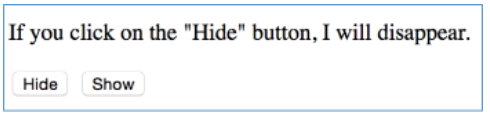 If you click on the "Hide" button, I will disappear.
Hide Show